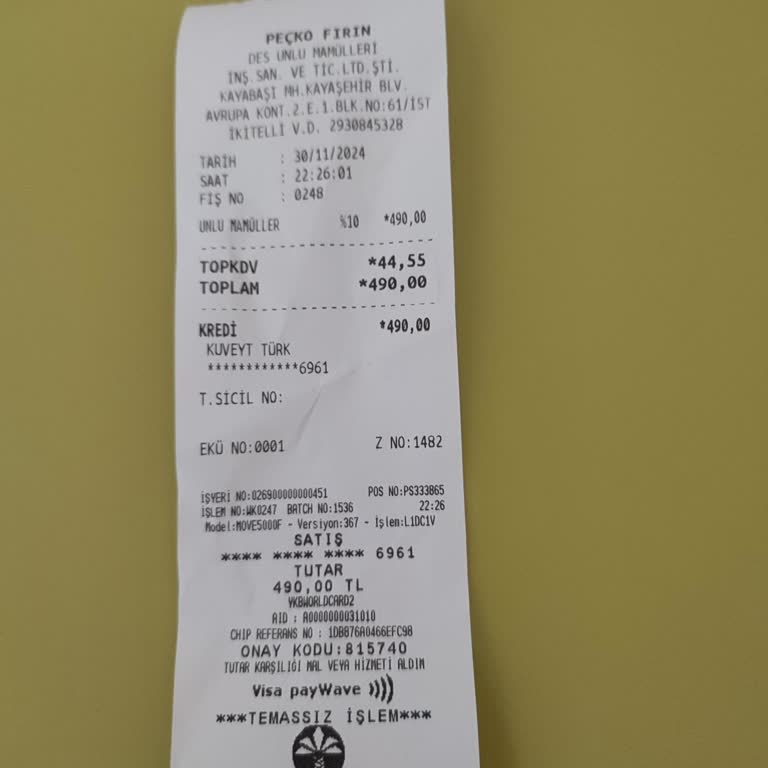 PEÇKO FIRIN
DES UNLU MAMÜLLERİ
İNŞ.SAN. VE TİC.LTD.ŞTİ.
KAYABAŞI MH.KAYAŞEHİR BLV.
AVRUPA KONT.2.E.1.BLK.NO:61/İST
İKİTELLİ V.D. 2930845328
TARİH : 30/11/2024
SAAT : 22:26:01
FİŞ NO : 0248
UNLU MAMÜLLER %10 *490,00
TOPKDV *44,55
TOPLAM *490,00
KREDİ *490,00
KUVEYT TÜRK
************6961
T.SİCİL NO:
EKÜ NO:0001 Z NO:1482
İŞYERİ NO:026900000000451 POS NO:PS333865
İŞLEM NO:WK0247 BATCH NO:1536 22:26
Model:MOVE5000F - Versiyon:367 - İşlem:L1DC1V
SATIŞ
**** **** **** 6961
TUTAR
490,00 TL
YKBWORLDCARD2
AID : A0000000031010
CHIP REFERANS NO : 1DB876A0466EFC98
ONAY KODU:815740
TUTAR KARŞILIĞI MAL VEYA HİZMETİ ALDIM
Visa payWave
***TEMASSIZ İŞLEM***